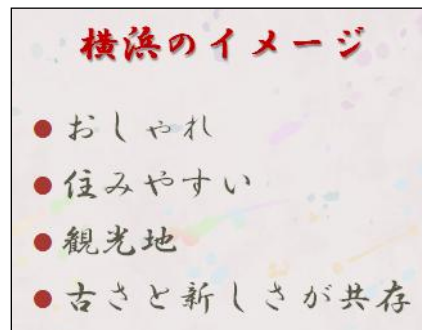 横浜のイメージ
● おしゃれ
● 住みやすい
● 観光地
● 古さと新しさが共存